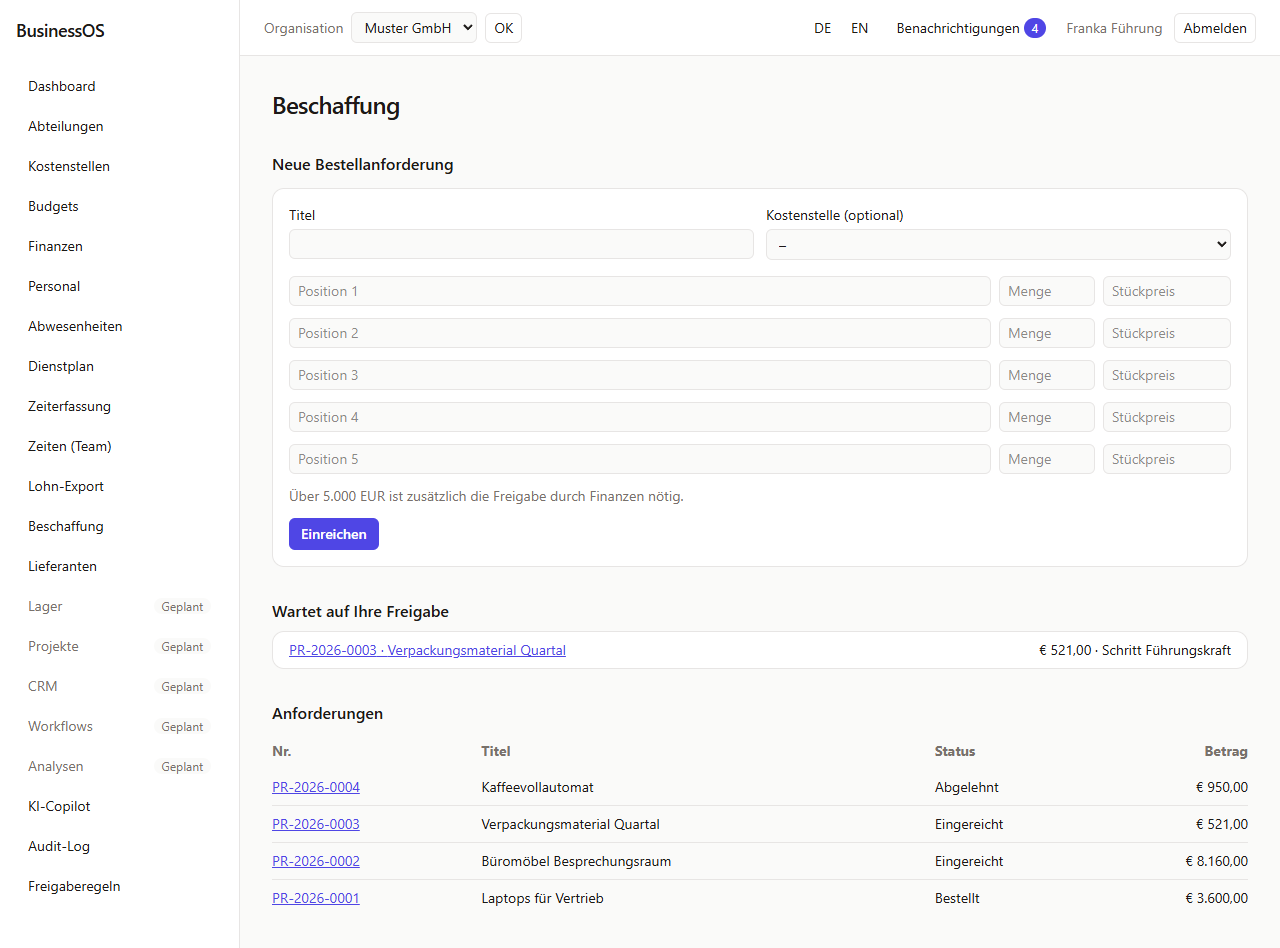 BusinessOS
Organisation Muster GmbH OK DE EN Benachrichtigungen 4 Franka Führung Abmelden
Dashboard
Abteilungen
Kostenstellen
Budgets
Finanzen
Personal
Abwesenheiten
Dienstplan
Zeiterfassung
Zeiten (Team)
Lohn-Export
Beschaffung
Lieferanten
Lager Geplant
Projekte Geplant
CRM Geplant
Workflows Geplant
Analysen Geplant
KI-Copilot
Audit-Log
Freigaberegeln
Beschaffung
Neue Bestellanforderung
Titel Kostenstelle (optional)
–
Position 1 Menge Stückpreis
Position 2 Menge Stückpreis
Position 3 Menge Stückpreis
Position 4 Menge Stückpreis
Position 5 Menge Stückpreis
Über 5.000 EUR ist zusätzlich die Freigabe durch Finanzen nötig.
Einreichen
Wartet auf Ihre Freigabe
PR-2026-0003 · Verpackungsmaterial Quartal € 521,00 · Schritt Führungskraft
Anforderungen
Nr. Titel Status Betrag
PR-2026-0004 Kaffeevollautomat Abgelehnt € 950,00
PR-2026-0003 Verpackungsmaterial Quartal Eingereicht € 521,00
PR-2026-0002 Büromöbel Besprechungsraum Eingereicht € 8.160,00
PR-2026-0001 Laptops für Vertrieb Bestellt € 3.600,00